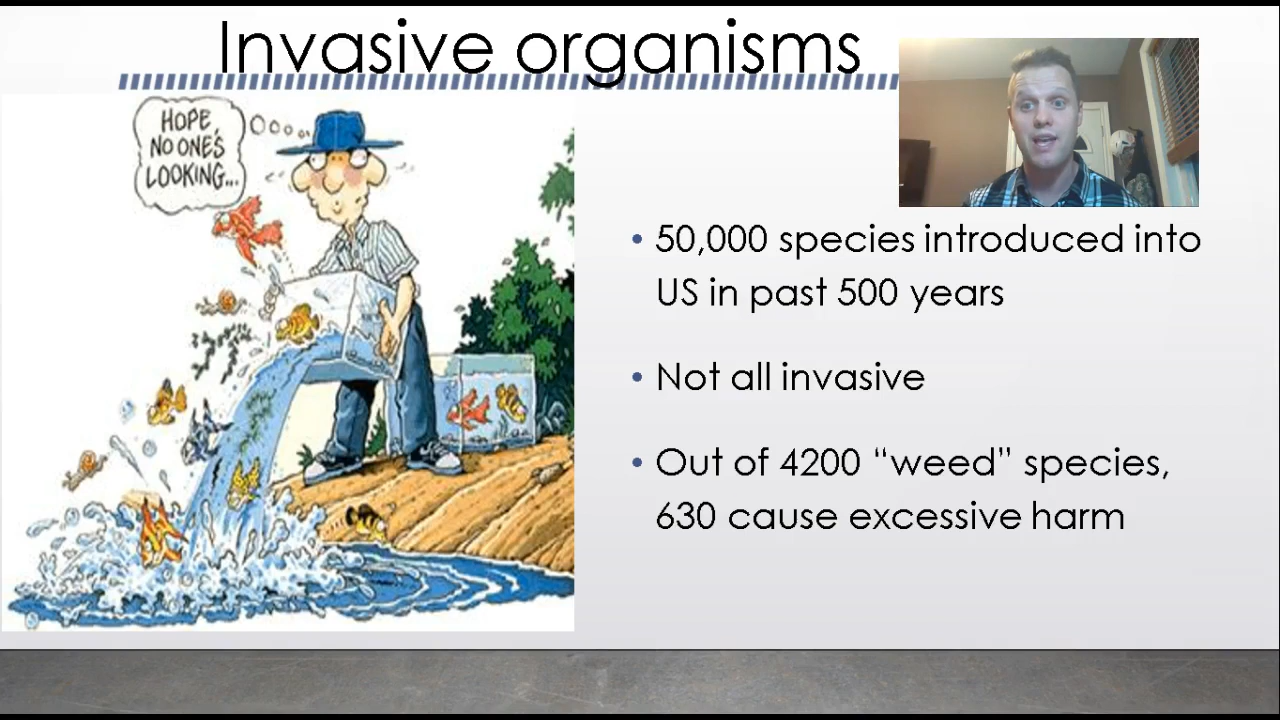 Invasive organisms
HOPE
NO ONE'S
LOOKING...
• 50,000 species introduced into
US in past 500 years
• Not all invasive
• Out of 4200 “weed” species,
630 cause excessive harm